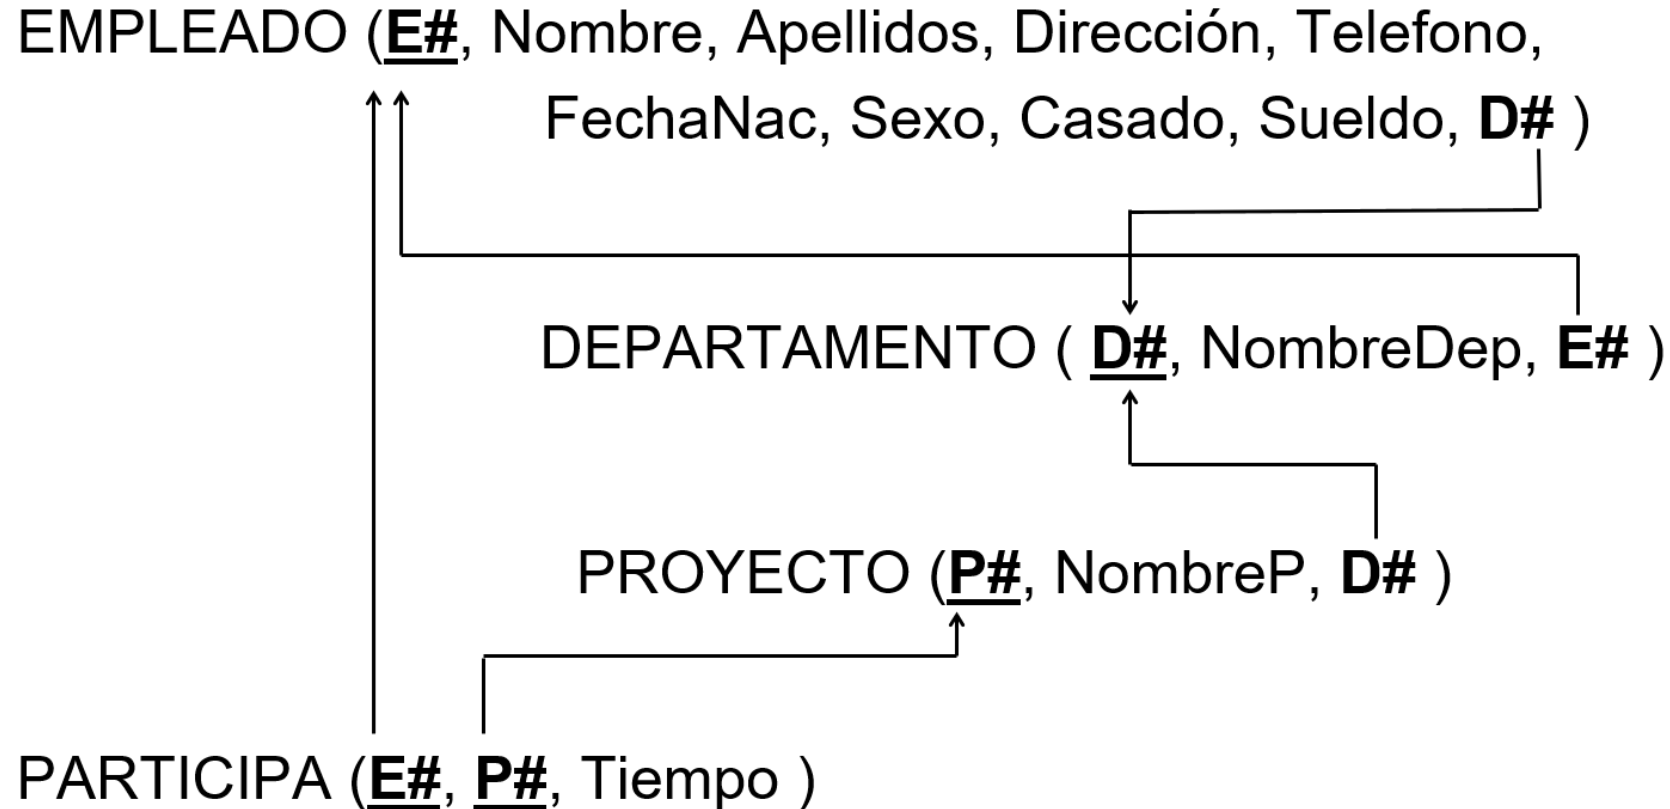 EMPLEADO (E#, Nombre, Apellidos, Dirección, Telefono,
FechaNac, Sexo, Casado, Sueldo, D# )
DEPARTAMENTO ( D#, NombreDep, E# )
PROYECTO (P#, NombreP, D# )
PARTICIPA (E#, P#, Tiempo )